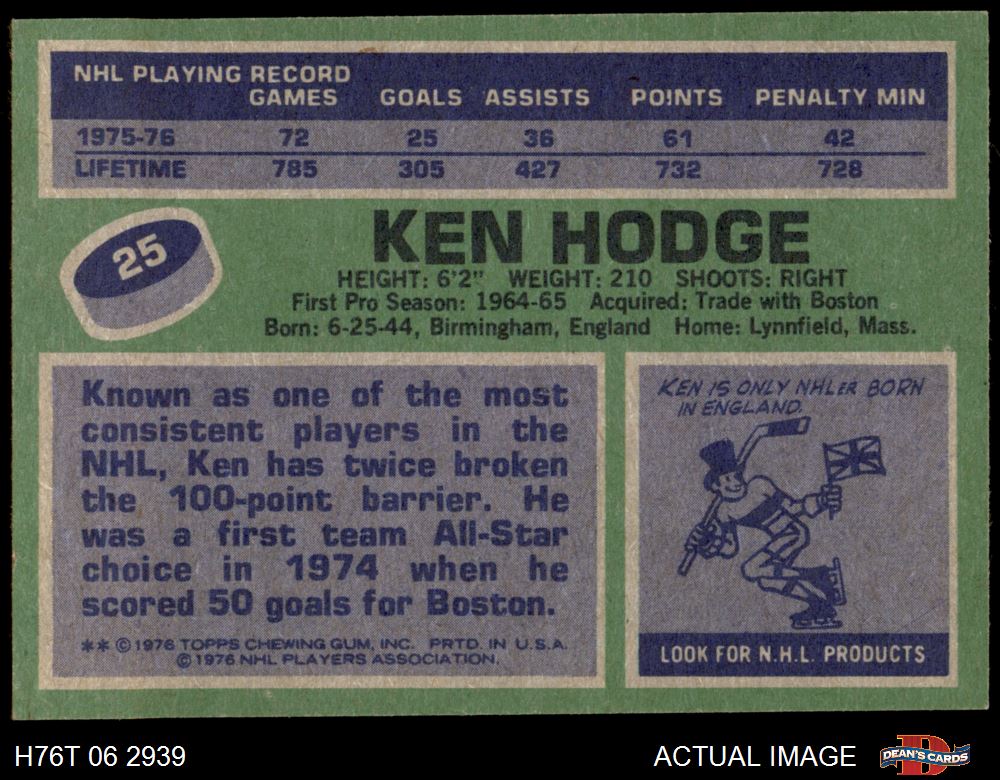 NHL PLAYING RECORD
GAMES GOALS ASSISTS POINTS PENALTY MIN
1975-76 72 25 36 61 42
LIFETIME 785 305 427 732 728
25
KEN HODGE
HEIGHT: 6'2" WEIGHT: 210 SHOOTS: RIGHT
First Pro Season: 1964-65 Acquired: Trade with Boston
Born: 6-25-44, Birmingham, England Home: Lynnfield, Mass.
Known as one of the most
consistent players in the
NHL, Ken has twice broken
the 100-point barrier. He
was a first team All-Star
choice in 1974 when he
scored 50 goals for Boston.
** © 1976 TOPPS CHEWING GUM, INC. PRTD. IN U.S.A.
© 1976 NHL PLAYERS ASSOCIATION.
KEN IS ONLY NHLER BORN
IN ENGLAND.
LOOK FOR N.H.L. PRODUCTS
H76T 06 2939
ACTUAL IMAGE
D
DEAN'S CARDS